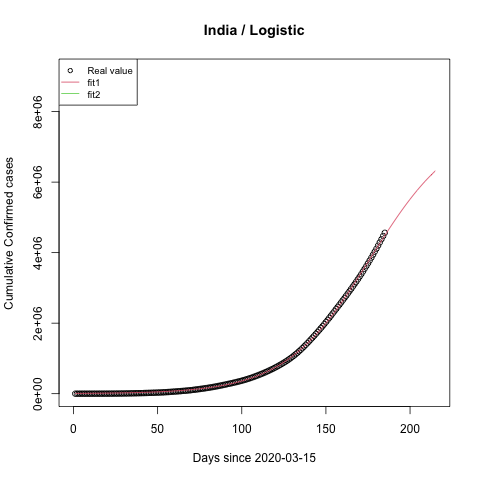 India / Logistic
Real value
fit1
fit2
Cumulative Confirmed cases
8e+06
6e+06
4e+06
2e+06
0e+00
0 50 100 150 200
Days since 2020-03-15